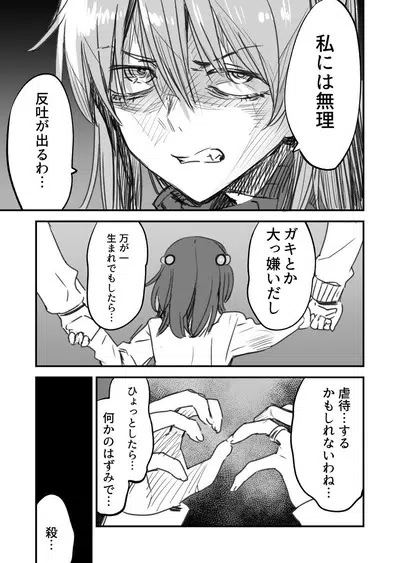 私には無理
反吐が出るわ…
ガキとか
大っ嫌いだし
万が一
生まれでもしたら…
虐待…する
かもしれないわね…
ひょっとしたら…
何かのはずみで…
殺…